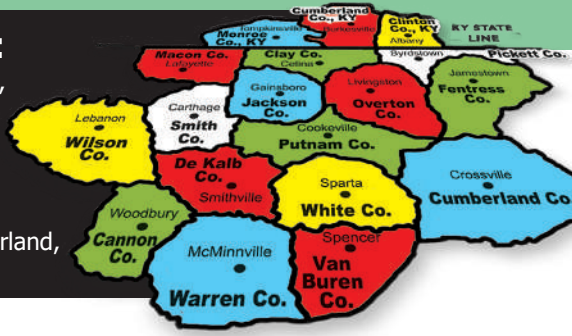 Cumberland
Co., KY
Burkesville
Tompkinsville
Monroe
Co., KY
Clinton
Co., KY
Albany
KY STATE
LINE
:
,
Macon Co.
Lafayette
Clay Co.
Celina
Byrdstown
Pickett Co.
Gainsboro
Jackson
Co.
Livingston
Overton
Co.
Jamestown
Fentress
Co.
Lebanon
Wilson
Co.
Carthage
Smith
Co.
Cookeville
Putnam Co.
De Kalb
Co.
Smithville
Sparta
White Co.
Crossville
Cumberland Co
Woodbury
Cannon
Co.
rland,
McMinnville
Warren Co.
Spencer
Van
Buren
Co.